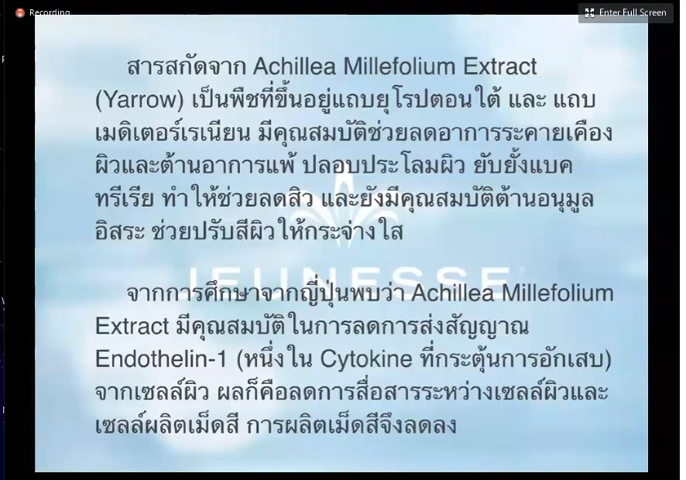 Recording
Enter Full Screen
สารสกัดจาก Achillea Millefolium Extract
(Yarrow) เป็นพืชที่ขึ้นอยู่แถบยุโรปตอนใต้ และ แถบ
เมดิเตอร์เรเนียน มีคุณสมบัติช่วยลดอาการระคายเคือง
ผิวและต้านอาการแพ้ ปลอบประโลมผิว ยับยั้งแบค
ทรีเรีย ทำให้ช่วยลดสิว และยังมีคุณสมบัติต้านอนุมูล
อิสระ ช่วยปรับสีผิวให้กระจ่างใส
JEUNESSE
จากการศึกษาจากญี่ปุ่นพบว่า Achillea Millefolium
Extract มีคุณสมบัติในการลดการส่งสัญญาณ
Endothelin-1 (หนึ่งใน Cytokine ที่กระตุ้นการอักเสบ)
จากเซลล์ผิว ผลก็คือลดการสื่อสารระหว่างเซลล์ผิวและ
เซลล์ผลิตเม็ดสี การผลิตเม็ดสีจึงลดลง